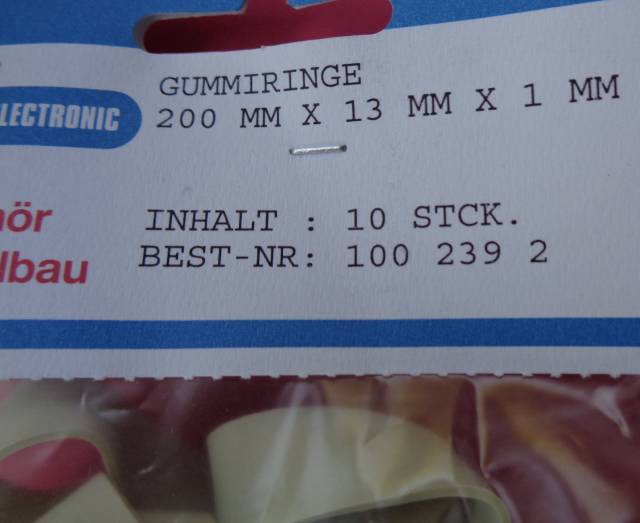 GUMMIRINGE
200 MM X 13 MM X 1 MM
LECTRONIC
INHALT : 10 STCK.
BEST-NR: 100 239 2
hör
lbau